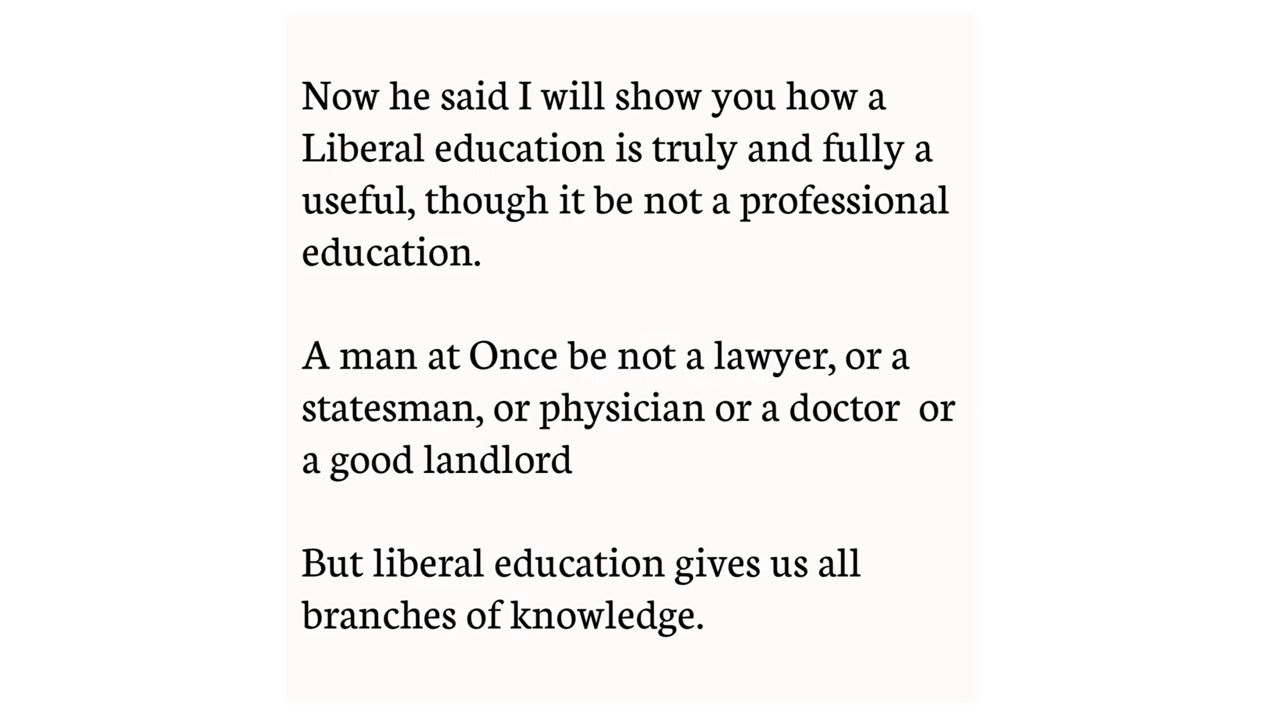 Now he said I will show you how a
Liberal education is truly and fully a
useful, though it be not a professional
education.
A man at Once be not a lawyer, or a
statesman, or physician or a doctor  or
a good landlord
But liberal education gives us all
branches of knowledge.